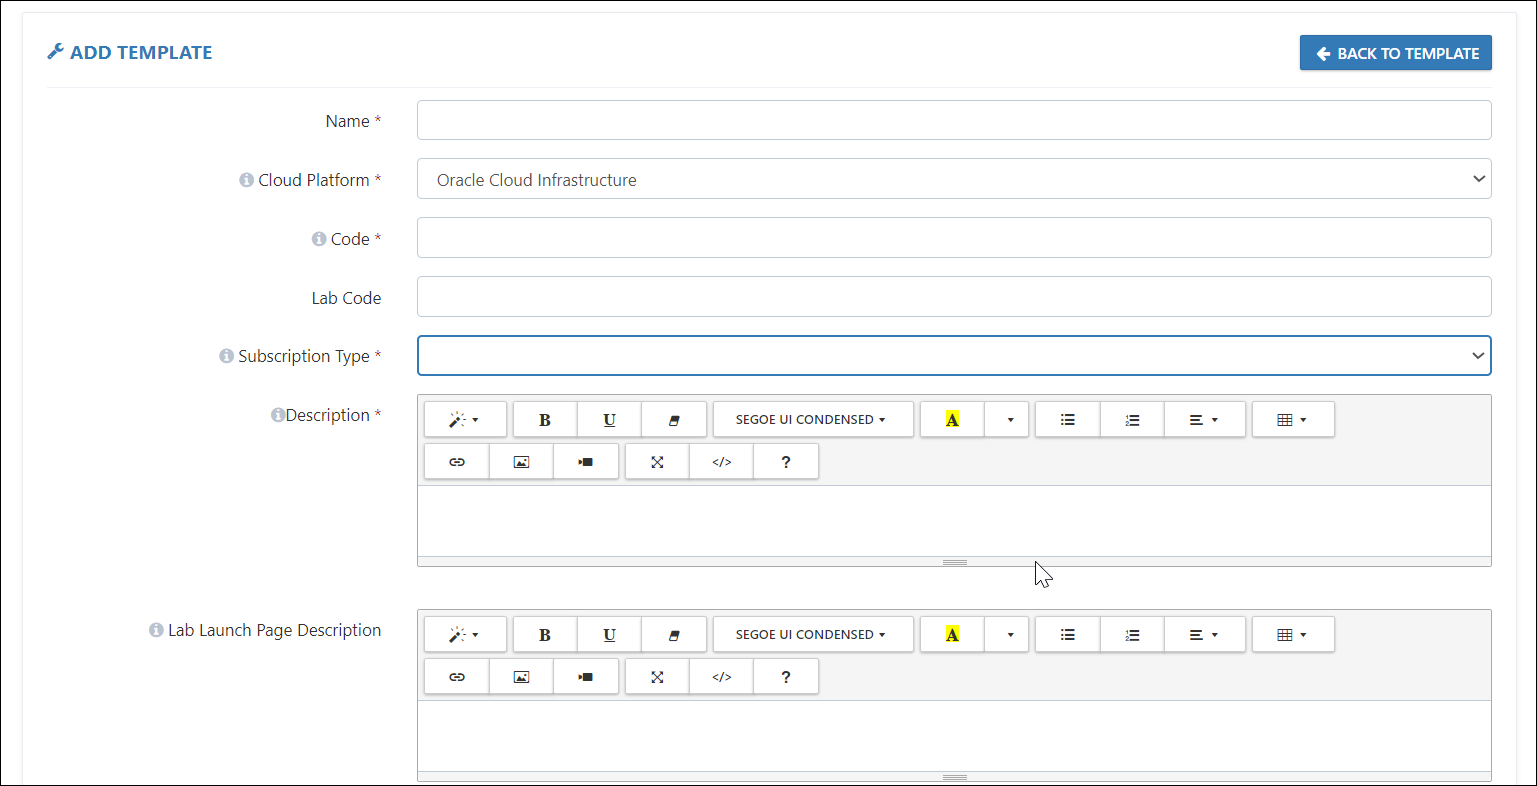 ADD TEMPLATE
BACK TO TEMPLATE
Name *
Cloud Platform *
Oracle Cloud Infrastructure
Code *
Lab Code
Subscription Type *
Description *
B U SEGOE UI CONDENSED A
</> ?
Lab Launch Page Description
B U SEGOE UI CONDENSED A
</> ?